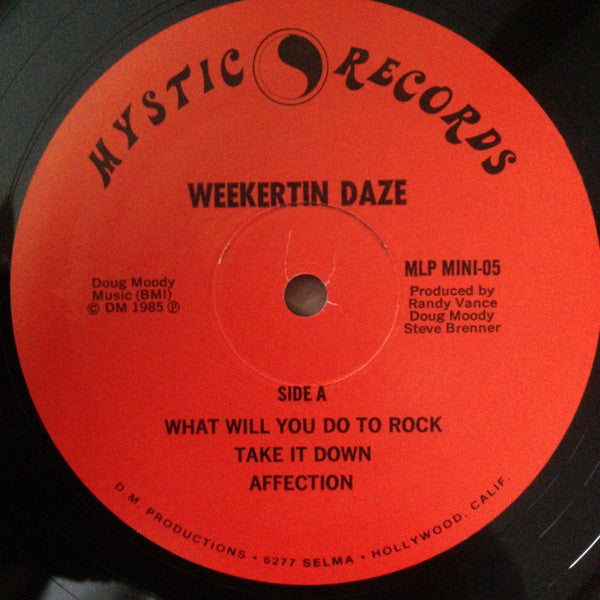 MYSTIC RECORDS
WEEKERTIN DAZE
Doug Moody
Music (BMI)
© DM 1985 ℗
MLP MINI-05
Produced by
Randy Vance
Doug Moody
Steve Brenner
SIDE A
WHAT WILL YOU DO TO ROCK
TAKE IT DOWN
AFFECTION
D.M. PRODUCTIONS • 6277 SELMA • HOLLYWOOD, CALIF.